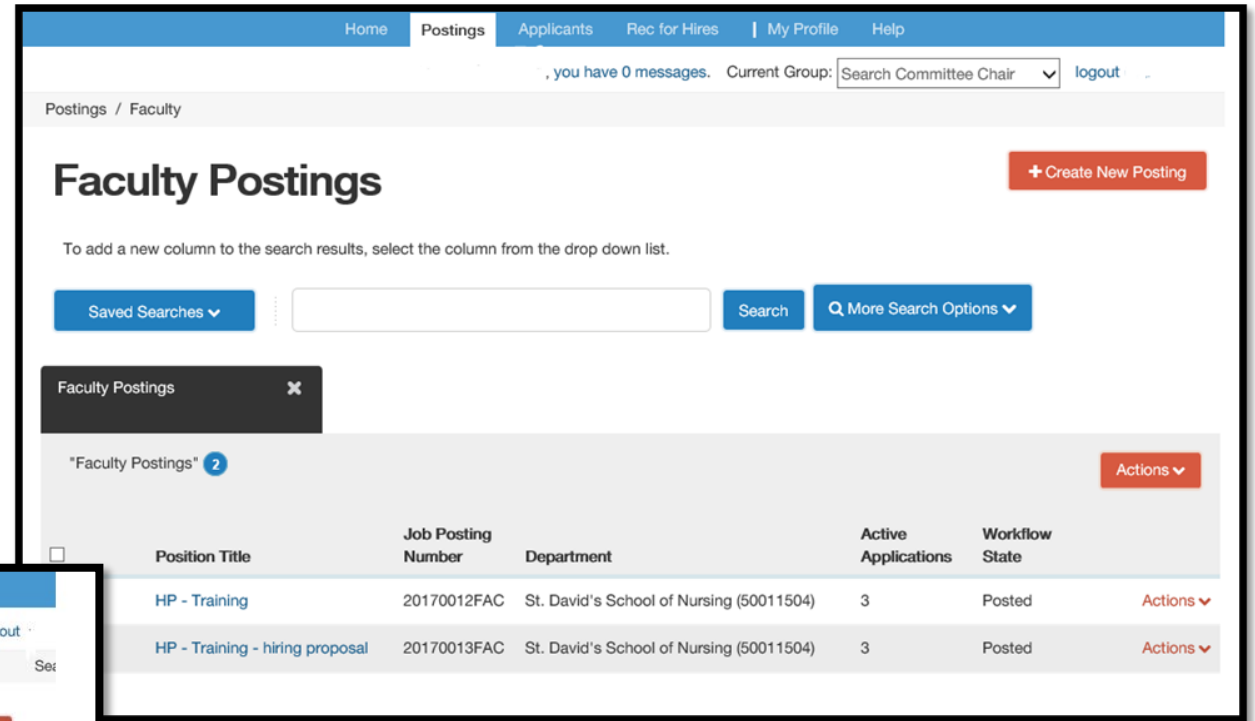 Home Postings Applicants Rec for Hires | My Profile Help
, you have 0 messages. Current Group: Search Committee Chair logout
Postings / Faculty
Faculty Postings
+ Create New Posting
To add a new column to the search results, select the column from the drop down list.
Saved Searches Search More Search Options
Faculty Postings
"Faculty Postings" 2
Actions
Job Posting Active Workflow
Position Title Number Department Applications State
HP - Training 20170012FAC St. David's School of Nursing (50011504) 3 Posted Actions
HP - Training - hiring proposal 20170013FAC St. David's School of Nursing (50011504) 3 Posted Actions